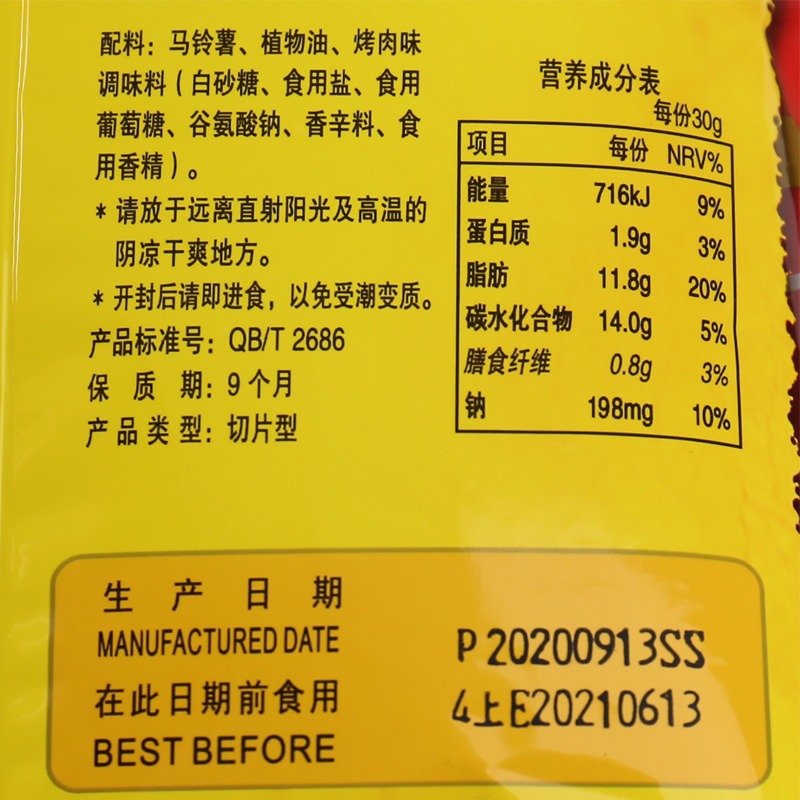 配料：马铃薯、植物油、烤肉味
调味料（白砂糖、食用盐、食用
葡萄糖、谷氨酸钠、香辛料、食
用香精）。
* 请放于远离直射阳光及高温的
阴凉干爽地方。
* 开封后请即进食，以免受潮变质。
产品标准号：QB/T 2686
保 质 期：9个月
产品类型：切片型
营养成分表
每份30g
项目 每份 NRV%
能量 716kJ 9%
蛋白质 1.9g 3%
脂肪 11.8g 20%
碳水化合物 14.0g 5%
膳食纤维 0.8g 3%
钠 198mg 10%
生 产 日 期
MANUFACTURED DATE
P 20200913SS
在此日期前食用
4上E20210613
BEST BEFORE